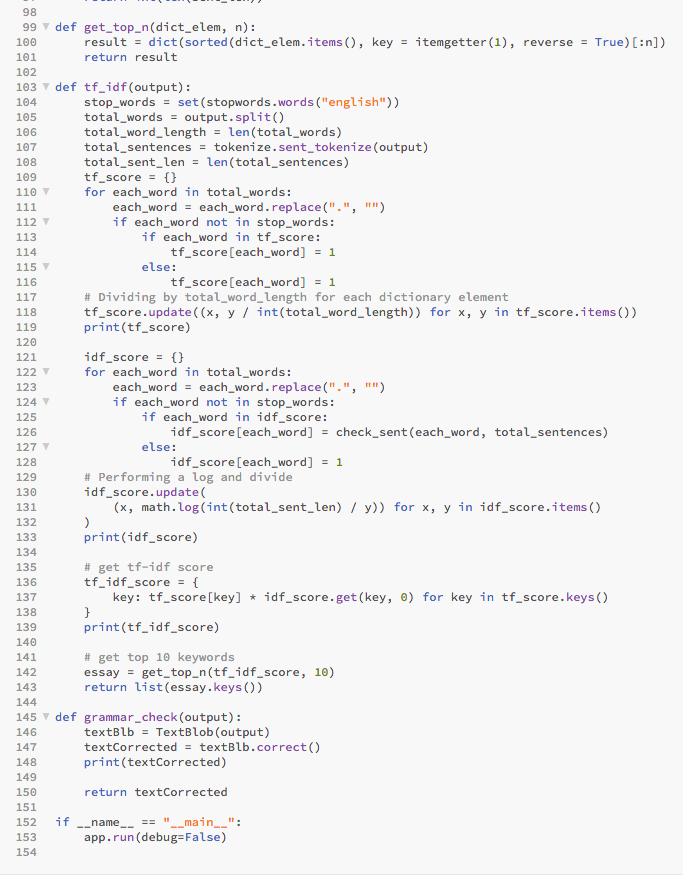 98
99 def get_top_n(dict_elem, n):
100     result = dict(sorted(dict_elem.items(), key = itemgetter(1), reverse = True)[:n])
101     return result
102
103 def tf_idf(output):
104     stop_words = set(stopwords.words("english"))
105     total_words = output.split()
106     total_word_length = len(total_words)
107     total_sentences = tokenize.sent_tokenize(output)
108     total_sent_len = len(total_sentences)
109     tf_score = {}
110     for each_word in total_words:
111         each_word = each_word.replace(".", "")
112         if each_word not in stop_words:
113             if each_word in tf_score:
114                 tf_score[each_word] = 1
115             else:
116                 tf_score[each_word] = 1
117     # Dividing by total_word_length for each dictionary element
118     tf_score.update((x, y / int(total_word_length)) for x, y in tf_score.items())
119     print(tf_score)
120
121     idf_score = {}
122     for each_word in total_words:
123         each_word = each_word.replace(".", "")
124         if each_word not in stop_words:
125             if each_word in idf_score:
126                 idf_score[each_word] = check_sent(each_word, total_sentences)
127             else:
128                 idf_score[each_word] = 1
129     # Performing a log and divide
130     idf_score.update(
131         (x, math.log(int(total_sent_len) / y)) for x, y in idf_score.items()
132     )
133     print(idf_score)
134
135     # get tf-idf score
136     tf_idf_score = {
137         key: tf_score[key] * idf_score.get(key, 0) for key in tf_score.keys()
138     }
139     print(tf_idf_score)
140
141     # get top 10 keywords
142     essay = get_top_n(tf_idf_score, 10)
143     return list(essay.keys())
144
145 def grammar_check(output):
146     textBlb = TextBlob(output)
147     textCorrected = textBlb.correct()
148     print(textCorrected)
149
150     return textCorrected
151
152 if __name__ == "__main__":
153     app.run(debug=False)
154